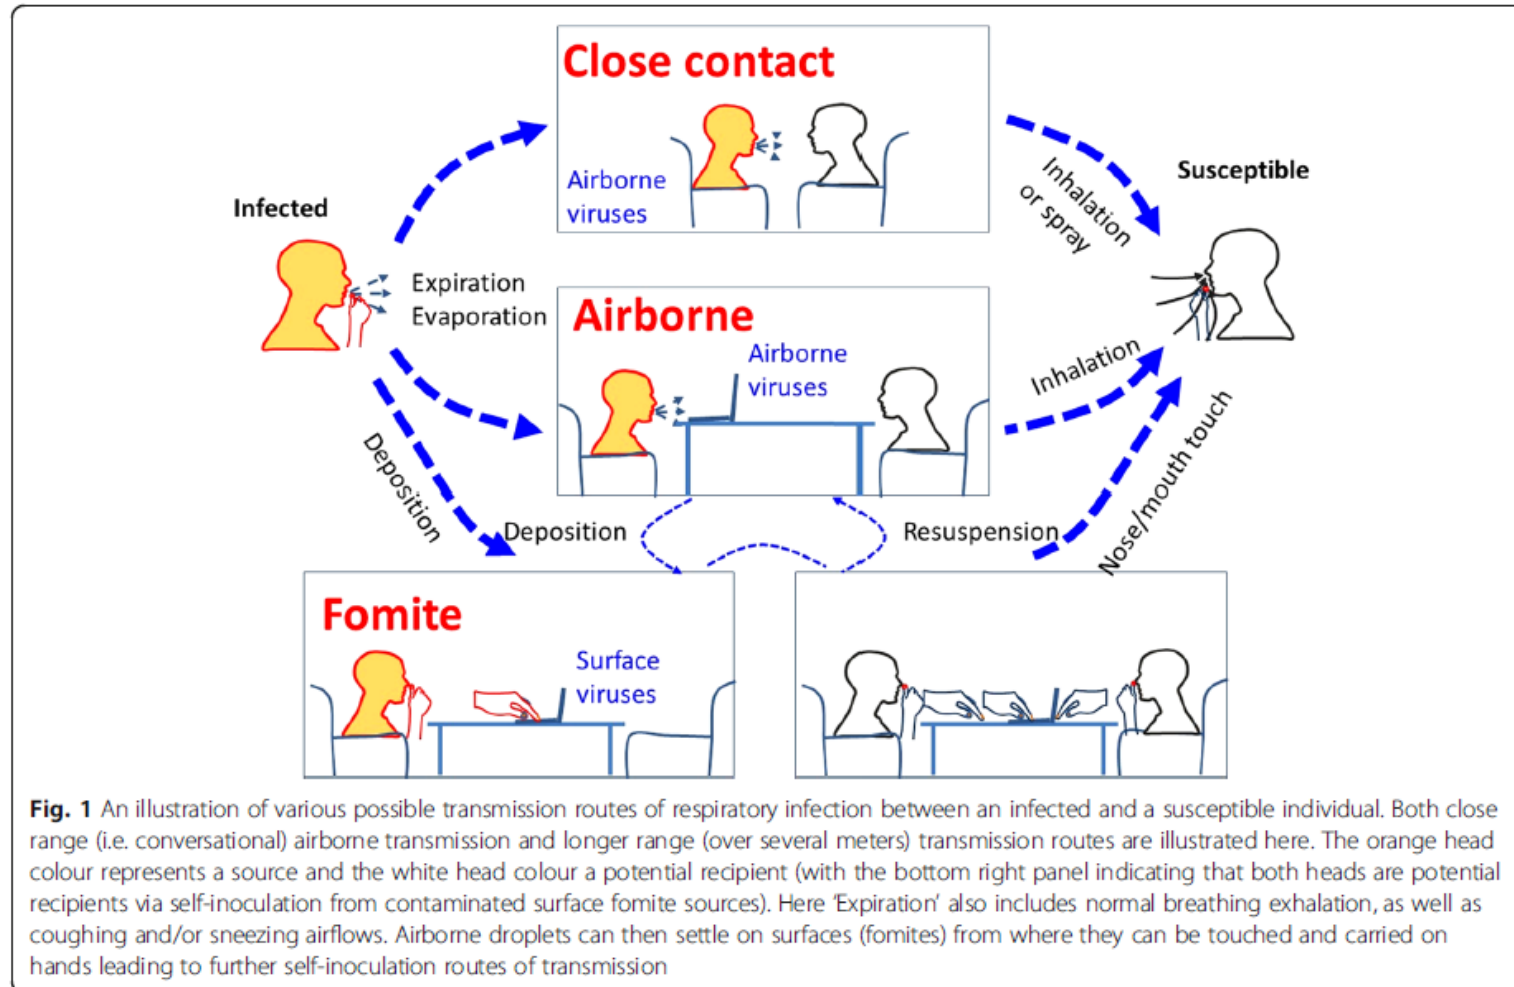 Close contact
Airborne
viruses
Infected
Expiration
Evaporation
Inhalation
or spray
Susceptible
Airborne
Airborne
viruses
Inhalation
Deposition
Deposition
Resuspension
Nose/mouth touch
Fomite
Surface
viruses
Fig. 1 An illustration of various possible transmission routes of respiratory infection between an infected and a susceptible individual. Both close
range (i.e. conversational) airborne transmission and longer range (over several meters) transmission routes are illustrated here. The orange head
colour represents a source and the white head colour a potential recipient (with the bottom right panel indicating that both heads are potential
recipients via self-inoculation from contaminated surface fomite sources). Here ‘Expiration’ also includes normal breathing exhalation, as well as
coughing and/or sneezing airflows. Airborne droplets can then settle on surfaces (fomites) from where they can be touched and carried on
hands leading to further self-inoculation routes of transmission